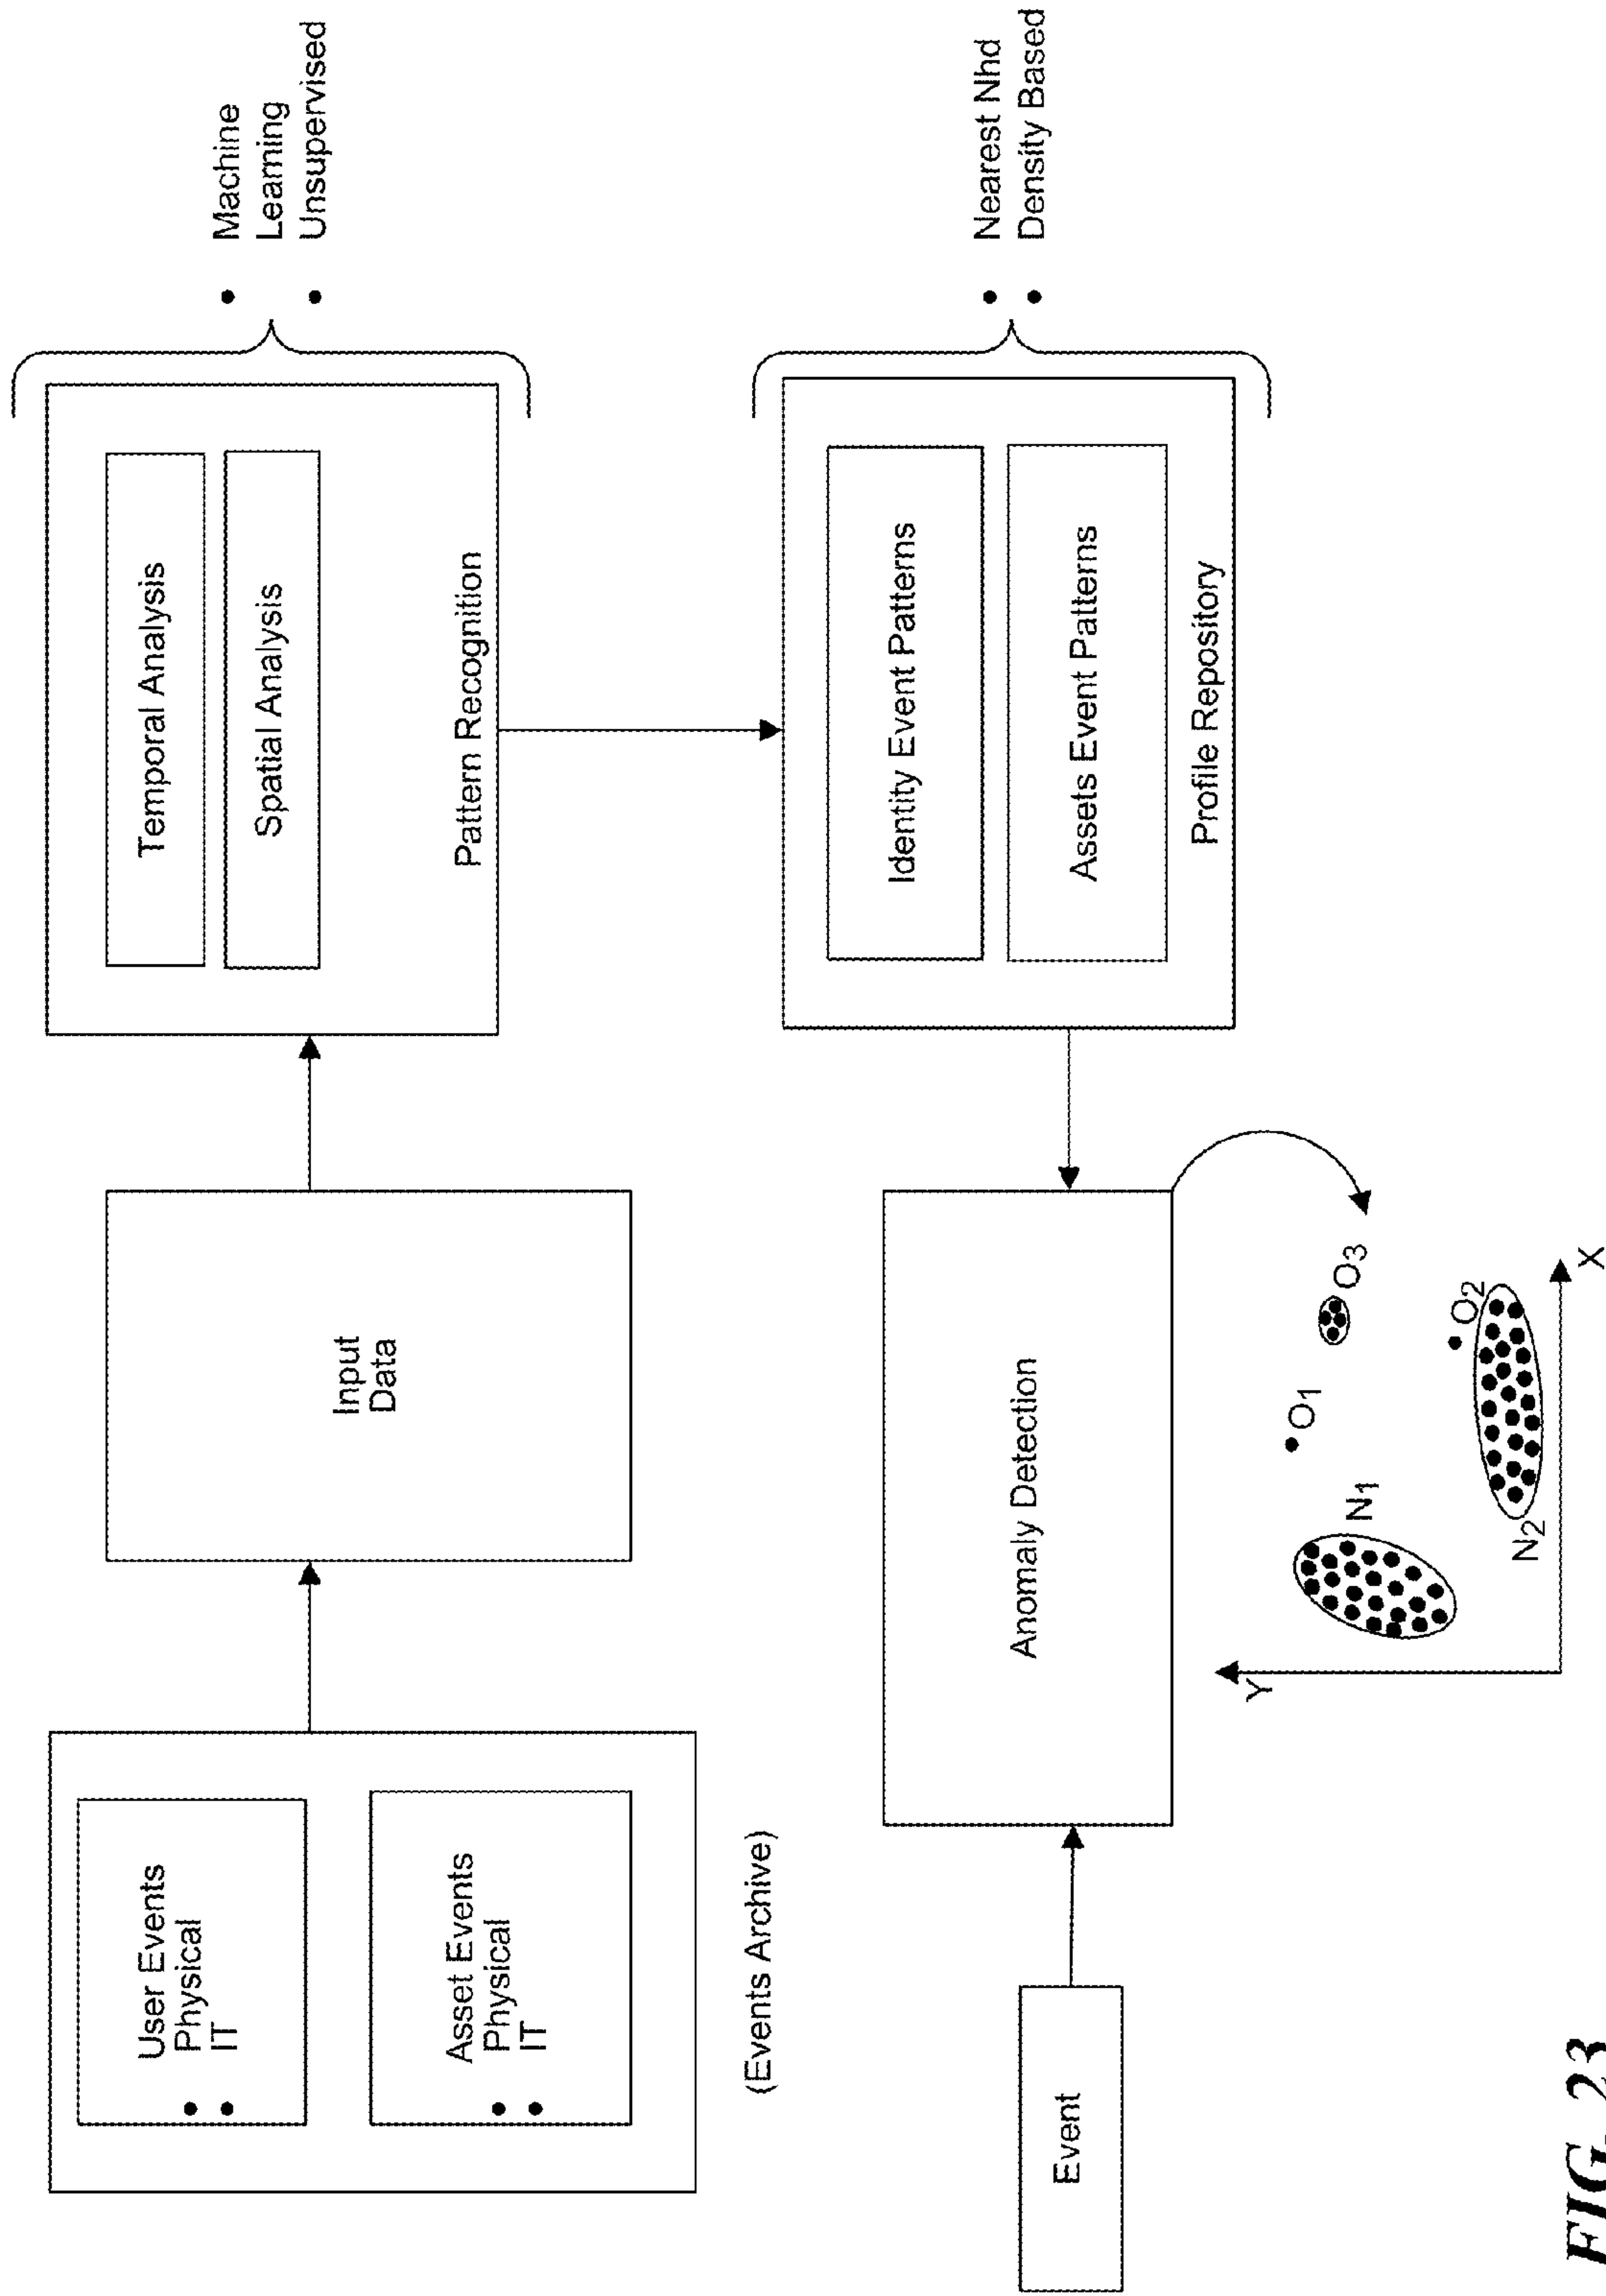 User Events
• Physical
• IT
Asset Events
• Physical
• IT
(Events Archive)
Input
Data
Temporal Analysis
Spatial Analysis
Pattern Recognition
• Machine
Learning
• Unsupervised
Event
Anomaly Detection
Identity Event Patterns
Assets Event Patterns
Profile Repository
• Nearest Nhd
• Density Based
Y
N1
O1
O3
N2
O2
X
FIG. 23